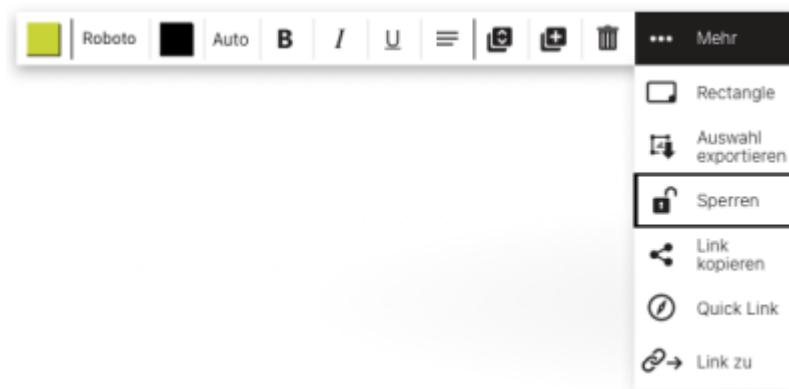 Roboto Auto B I U Mehr
Rectangle
Auswahl
exportieren
Sperren
Link
kopieren
Quick Link
Link zu